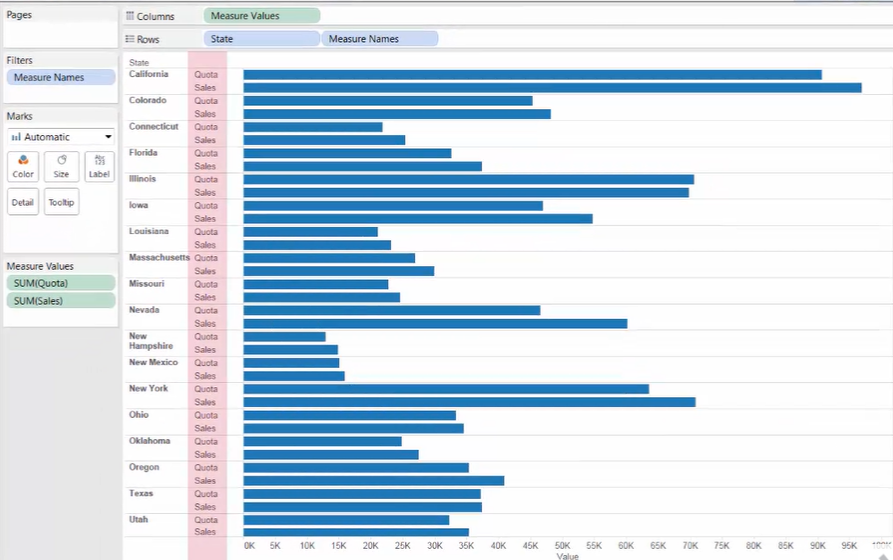 Pages
Columns
Measure Values
Rows
State
Measure Names
Filters
Measure Names
Marks
Automatic
Color
Size
Abc
123
Label
Detail
Tooltip
Measure Values
SUM(Quota)
SUM(Sales)
State
California
Quota
Sales
Colorado
Quota
Sales
Connecticut
Quota
Sales
Florida
Quota
Sales
Illinois
Quota
Sales
Iowa
Quota
Sales
Louisiana
Quota
Sales
Massachusetts
Quota
Sales
Missouri
Quota
Sales
Nevada
Quota
Sales
New
Hampshire
Quota
Sales
New Mexico
Quota
Sales
New York
Quota
Sales
Ohio
Quota
Sales
Oklahoma
Quota
Sales
Oregon
Quota
Sales
Texas
Quota
Sales
Utah
Quota
Sales
0K 5K 10K 15K 20K 25K 30K 35K 40K 45K 50K 55K 60K 65K 70K 75K 80K 85K 90K 95K
Value